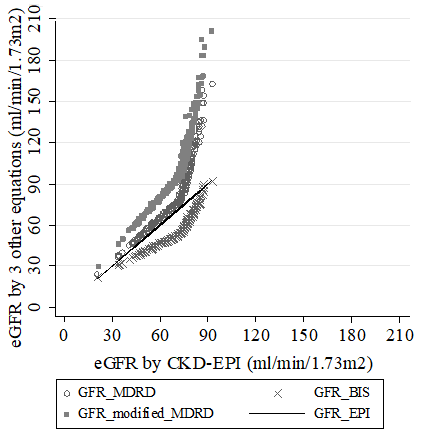 eGFR by 3 other equations (ml/min/1.73m2)
210
180
150
120
90
60
30
0
0 30 60 90 120 150 180 210
eGFR by CKD-EPI (ml/min/1.73m2)
GFR_MDRD GFR_BIS
GFR_modified_MDRD GFR_EPI